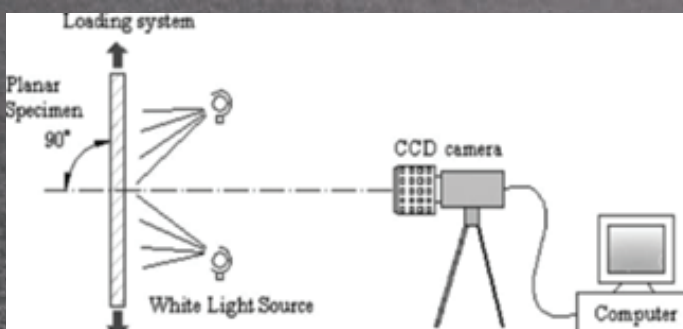 Loading system
Planar
Specimen
90°
CCD camera
White Light Source
Computer